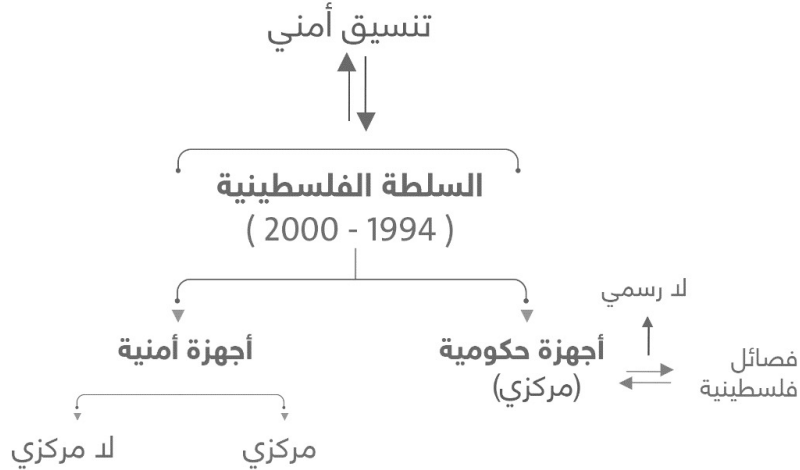 تنسيق أمني
السلطة الفلسطينية
( 1994 - 2000 )
لا رسمي
أجهزة حكومية
(مركزي)
فصائل
فلسطينية
أجهزة أمنية
مركزي
لا مركزي